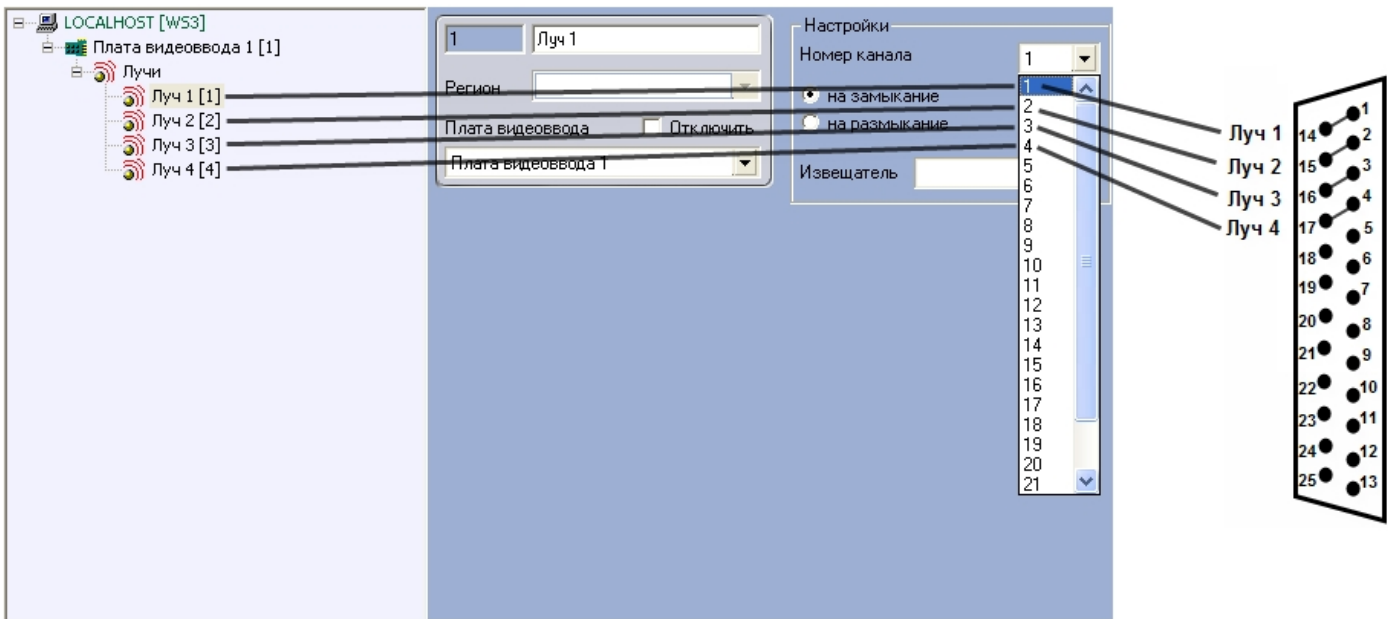 LOCALHOST [WS3]
Плата видеоввода 1 [1]
Лучи
Луч 1 [1]
Луч 2 [2]
Луч 3 [3]
Луч 4 [4]
1 Луч 1
Регион
Плата видеоввода Отключить
Плата видеоввода 1
Настройки
Номер канала 1
на замыкание
на размыкание
Извещатель
1
2
3
4
5
6
7
8
9
10
11
12
13
14
15
16
17
18
19
20
21
Луч 1
Луч 2
Луч 3
Луч 4
14
15
16
17
18
19
20
21
22
23
24
25
1
2
3
4
5
6
7
8
9
10
11
12
13